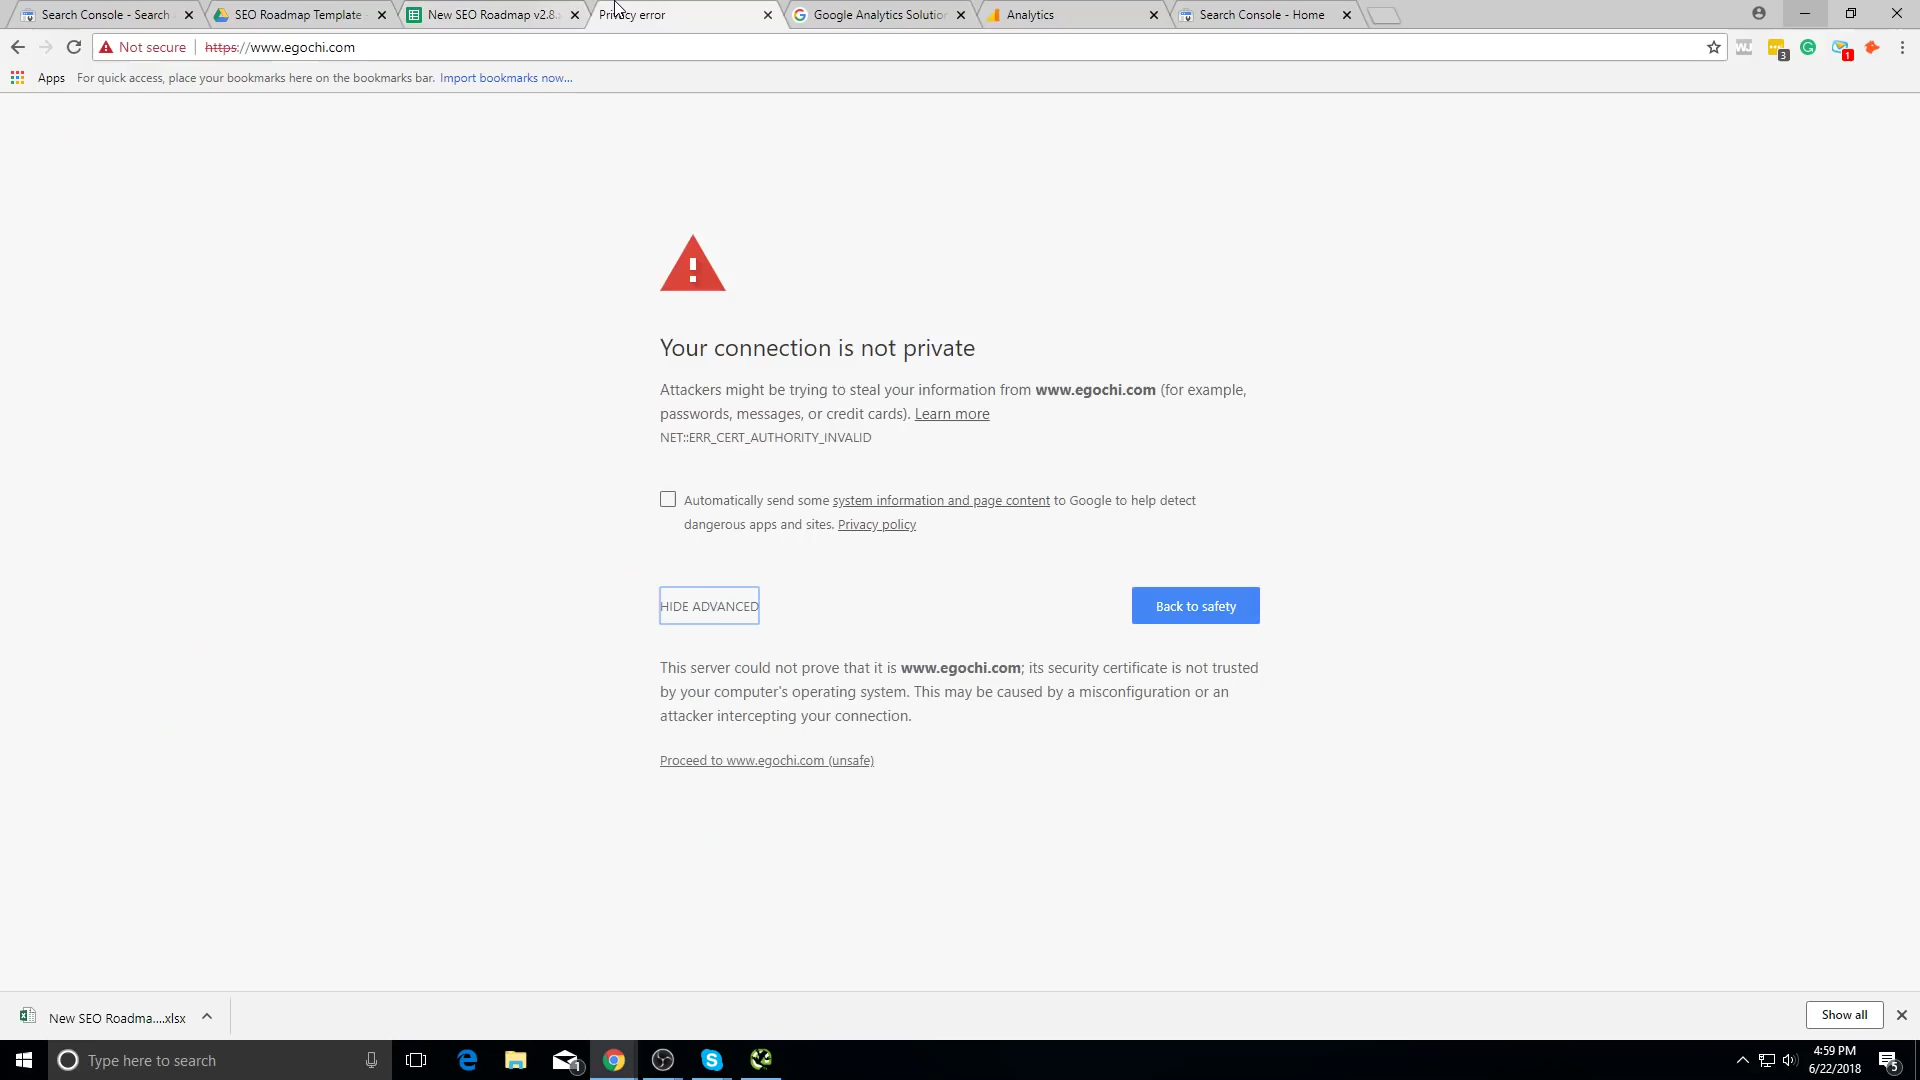 Search Console - Search
SEO Roadmap Template -
New SEO Roadmap v2.8.
Privacy error
Google Analytics Solution
Analytics
Search Console - Home
Not secure
https://www.egochi.com
WJ
3
G
1
Apps
For quick access, place your bookmarks here on the bookmarks bar. Import bookmarks now...
Your connection is not private
Attackers might be trying to steal your information from www.egochi.com (for example,
passwords, messages, or credit cards). Learn more
NET::ERR_CERT_AUTHORITY_INVALID
Automatically send some system information and page content to Google to help detect
dangerous apps and sites. Privacy policy
HIDE ADVANCED
Back to safety
This server could not prove that it is www.egochi.com; its security certificate is not trusted
by your computer's operating system. This may be caused by a misconfiguration or an
attacker intercepting your connection.
Proceed to www.egochi.com (unsafe)
New SEO Roadma....xlsx
Show all
Type here to search
1
4:59 PM
6/22/2018
5